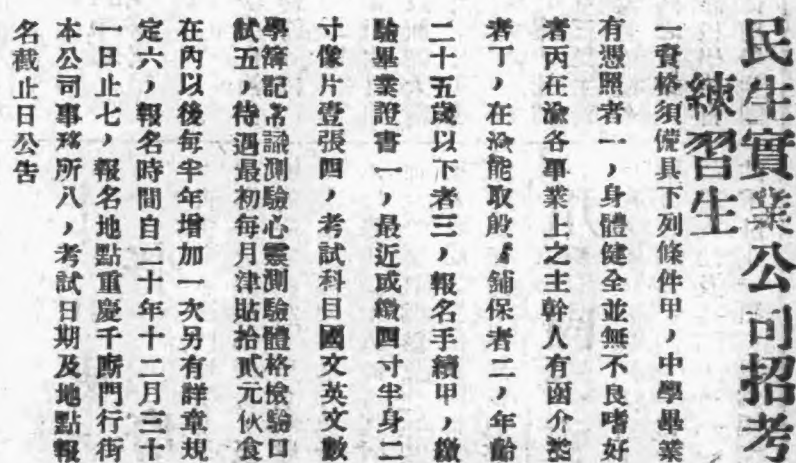 民生實業公司招考
練習生
一資格須俻具下列條件甲，中學畢業
有憑照者一，身體健全並無不良嗜好
者丙在渝各事業上之主幹人有函介紹
者丁，在渝能取殷實舖保者二，年齡
二十五歲以下者三，報名手續甲，繳
驗畢業證書一，最近或繳四寸半身二
寸像片壹張四，考試科目國文英文數
學簿記常識測驗心靈測驗體格檢驗口
試五，待遇最初每月津貼拾貳元伙食
在內以後每半年增加一次另有詳章規
定六，報名時間自二十年十二月三十
一日止七，報名地點重慶千廝門行街
本公司事務所八，考試日期及地點報
名截止日公告